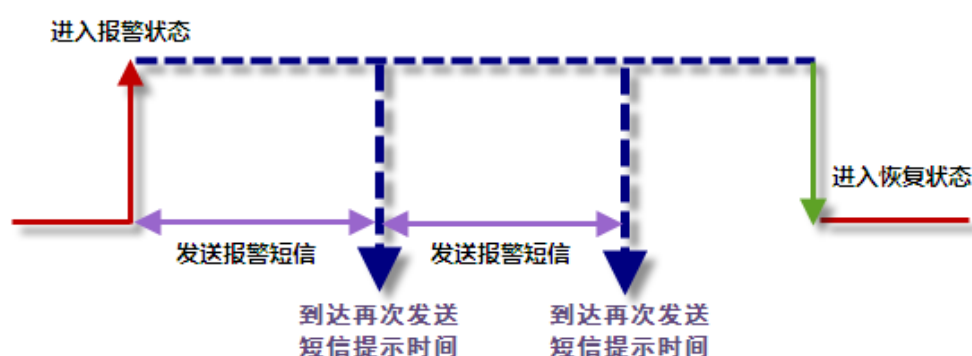 进入报警状态
进入恢复状态
发送报警短信
发送报警短信
到达再次发送
短信提示时间
到达再次发送
短信提示时间